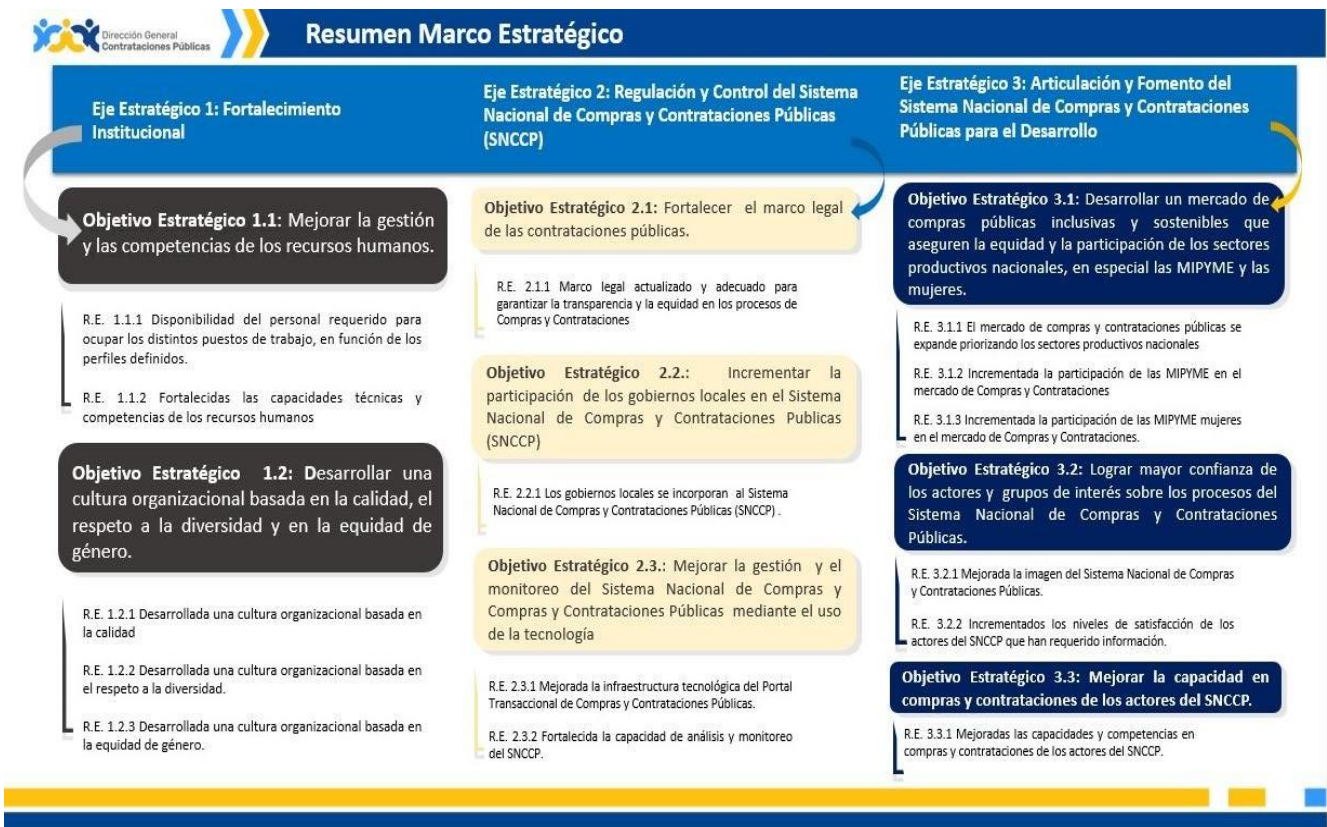 Dirección General
Contrataciones Públicas
Resumen Marco Estratégico
Eje Estratégico 1: Fortalecimiento
Institucional
Objetivo Estratégico 1.1: Mejorar la gestión
y las competencias de los recursos humanos.
R.E. 1.1.1 Disponibilidad del personal requerido para
ocupar los distintos puestos de trabajo, en función de los
perfiles definidos.
R.E. 1.1.2 Fortalecidas las capacidades técnicas y
competencias de los recursos humanos
Objetivo Estratégico 1.2: Desarrollar una
cultura organizacional basada en la calidad, el
respeto a la diversidad y en la equidad de
género.
R.E. 1.2.1 Desarrollada una cultura organizacional basada en
la calidad
R.E. 1.2.2 Desarrollada una cultura organizacional basada en
el respeto a la diversidad.
R.E. 1.2.3 Desarrollada una cultura organizacional basada en
la equidad de género.
Eje Estratégico 2: Regulación y Control del Sistema
Nacional de Compras y Contrataciones Públicas
(SNCCP)
Objetivo Estratégico 2.1: Fortalecer el marco legal
de las contrataciones públicas.
R.E. 2.1.1 Marco legal actualizado y adecuado para
garantizar la transparencia y la equidad en los procesos de
Compras y Contrataciones
Objetivo Estratégico 2.2.: Incrementar la
participación de los gobiernos locales en el Sistema
Nacional de Compras y Contrataciones Publicas
(SNCCP)
R.E. 2.2.1 Los gobiernos locales se incorporan al Sistema
Nacional de Compras y Contrataciones Públicas (SNCCP) .
Objetivo Estratégico 2.3.: Mejorar la gestión y el
monitoreo del Sistema Nacional de Compras y
Compras y Contrataciones Públicas mediante el uso
de la tecnología
R.E. 2.3.1 Mejorada la infraestructura tecnológica del Portal
Transaccional de Compras y Contrataciones Públicas.
R.E. 2.3.2 Fortalecida la capacidad de análisis y monitoreo
del SNCCP.
Eje Estratégico 3: Articulación y Fomento del
Sistema Nacional de Compras y Contrataciones
Públicas para el Desarrollo
Objetivo Estratégico 3.1: Desarrollar un mercado de
compras públicas inclusivas y sostenibles que
aseguren la equidad y la participación de los sectores
productivos nacionales, en especial las MIPYME y las
mujeres.
R.E. 3.1.1 El mercado de compras y contrataciones públicas se
expande priorizando los sectores productivos nacionales
R.E. 3.1.2 Incrementada la participación de las MIPYME en el
mercado de Compras y Contrataciones
R.E. 3.1.3 Incrementada la participación de las MIPYME mujeres
en el mercado de Compras y Contrataciones.
Objetivo Estratégico 3.2: Lograr mayor confianza de
los actores y grupos de interés sobre los procesos del
Sistema Nacional de Compras y Contrataciones
Públicas.
R.E. 3.2.1 Mejorada la imagen del Sistema Nacional de Compras
y Contrataciones Públicas.
R.E. 3.2.2 Incrementados los niveles de satisfacción de los
actores del SNCCP que han requerido información.
Objetivo Estratégico 3.3: Mejorar la capacidad en
compras y contrataciones de los actores del SNCCP.
R.E. 3.3.1 Mejoradas las capacidades y competencias en
compras y contrataciones de los actores del SNCCP.